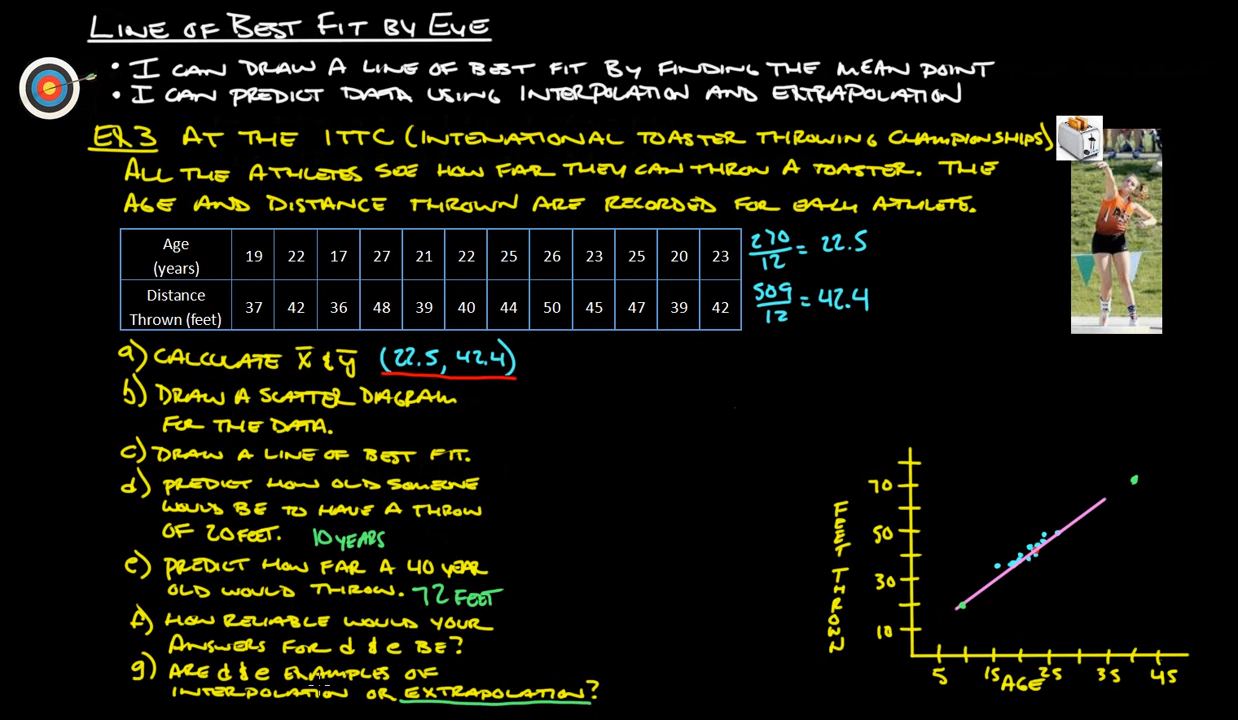 LINE OF BEST FIT BY EYE
• I CAN DRAW A LINE OF BEST FIT BY FINDING THE MEAN POINT
• I CAN PREDICT DATA USING INTERPOLATION AND EXTRAPOLATION
EX 3 AT THE ITTC (INTENATIONAL TOASTER THROWING CHAMPIONSHIPS)
ALL THE ATHLETES SEE HOW FAR THEY CAN THROW A TOASTER. THE
AGE AND DISTANCE THROWN ARE RECORDED FOR EACH ATHLETE.
Age (years) 19 22 17 27 21 22 25 26 23 25 20 23
Distance Thrown (feet) 37 42 36 48 39 40 44 50 45 47 39 42
270/12 = 22.5
509/12 = 42.4
a) CALCULATE x̅ & y̅ (22.5, 42.4)
b) DRAW A SCATTER DIAGRAM
FOR THE DATA.
c) DRAW A LINE OF BEST FIT.
d) PREDICT HOW OLD SOMEONE
WOULD BE TO HAVE A THROW
OF 20 FEET. 10 YEARS
e) PREDICT HOW FAR A 40 YEAR
OLD WOULD THROW. 72 FEET
f) HOW RELIABLE WOULD YOUR
ANSWERS FOR d & e BE?
g) ARE d & e EXAMPLES OF
INTERPOLATION OR EXTRAPOLATION?
FEET THROWN
70
50
30
10
5 15 25 35 45
AGE